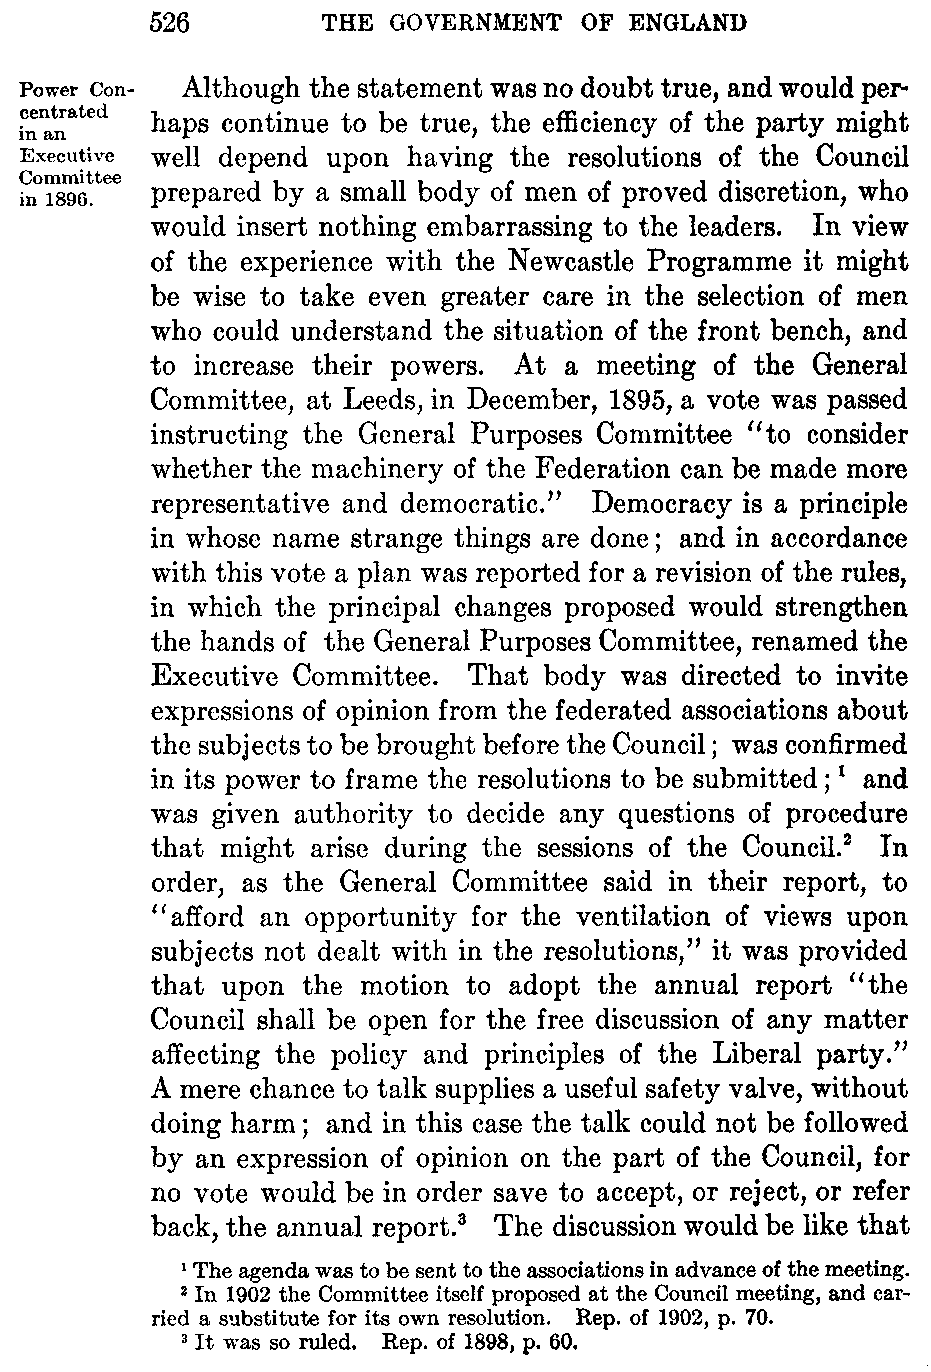 526 THE GOVERNMENT OF ENGLAND
Power Con-
centrated
in an
Executive
Committee
in 1896.
Although the statement was no doubt true, and would per-
haps continue to be true, the efficiency of the party might
well depend upon having the resolutions of the Council
prepared by a small body of men of proved discretion, who
would insert nothing embarrassing to the leaders. In view
of the experience with the Newcastle Programme it might
be wise to take even greater care in the selection of men
who could understand the situation of the front bench, and
to increase their powers. At a meeting of the General
Committee, at Leeds, in December, 1895, a vote was passed
instructing the General Purposes Committee “to consider
whether the machinery of the Federation can be made more
representative and democratic.” Democracy is a principle
in whose name strange things are done; and in accordance
with this vote a plan was reported for a revision of the rules,
in which the principal changes proposed would strengthen
the hands of the General Purposes Committee, renamed the
Executive Committee. That body was directed to invite
expressions of opinion from the federated associations about
the subjects to be brought before the Council; was confirmed
in its power to frame the resolutions to be submitted;¹ and
was given authority to decide any questions of procedure
that might arise during the sessions of the Council.² In
order, as the General Committee said in their report, to
“afford an opportunity for the ventilation of views upon
subjects not dealt with in the resolutions,” it was provided
that upon the motion to adopt the annual report “the
Council shall be open for the free discussion of any matter
affecting the policy and principles of the Liberal party.”
A mere chance to talk supplies a useful safety valve, without
doing harm; and in this case the talk could not be followed
by an expression of opinion on the part of the Council, for
no vote would be in order save to accept, or reject, or refer
back, the annual report.³ The discussion would be like that
¹ The agenda was to be sent to the associations in advance of the meeting.
² In 1902 the Committee itself proposed at the Council meeting, and car-
ried a substitute for its own resolution. Rep. of 1902, p. 70.
³ It was so ruled. Rep. of 1898, p. 60.